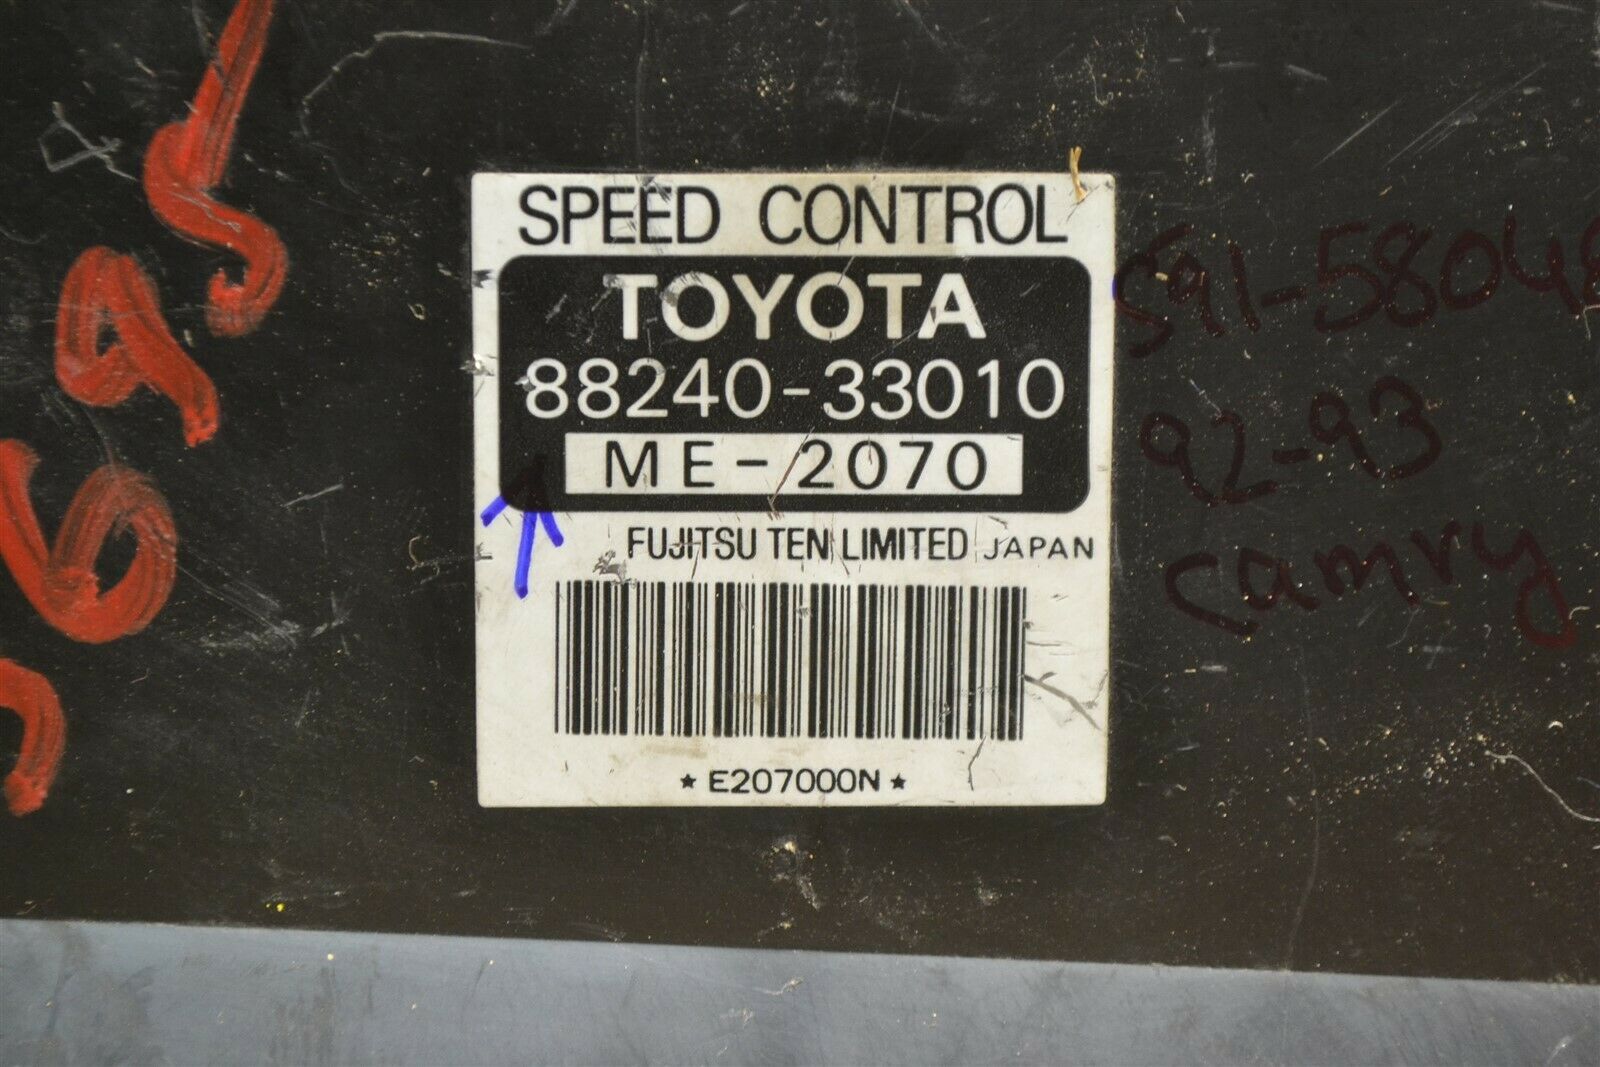 SPEED CONTROL
TOYOTA
88240-33010
ME-2070
FUJITSU TEN LIMITED JAPAN
★ E207000N ★
591-58048
92-93
camry